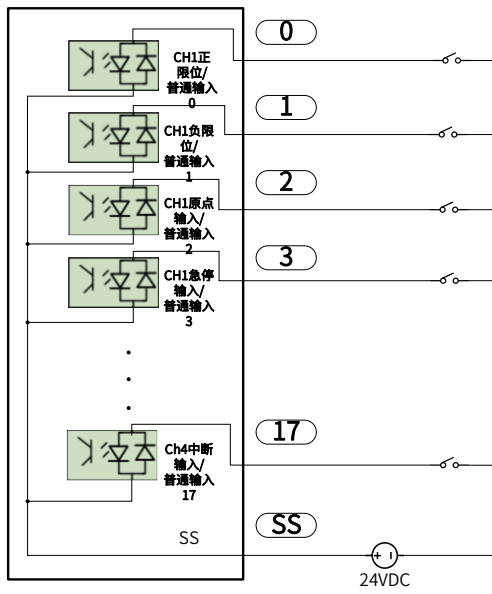 0
CH1正
限位/
普通输入
0
1
CH1负限
位/
普通输入
1
2
CH1原点
输入/
普通输入
2
3
CH1急停
输入/
普通输入
3
17
Ch4中断
输入/
普通输入
17
SS
SS
24VDC